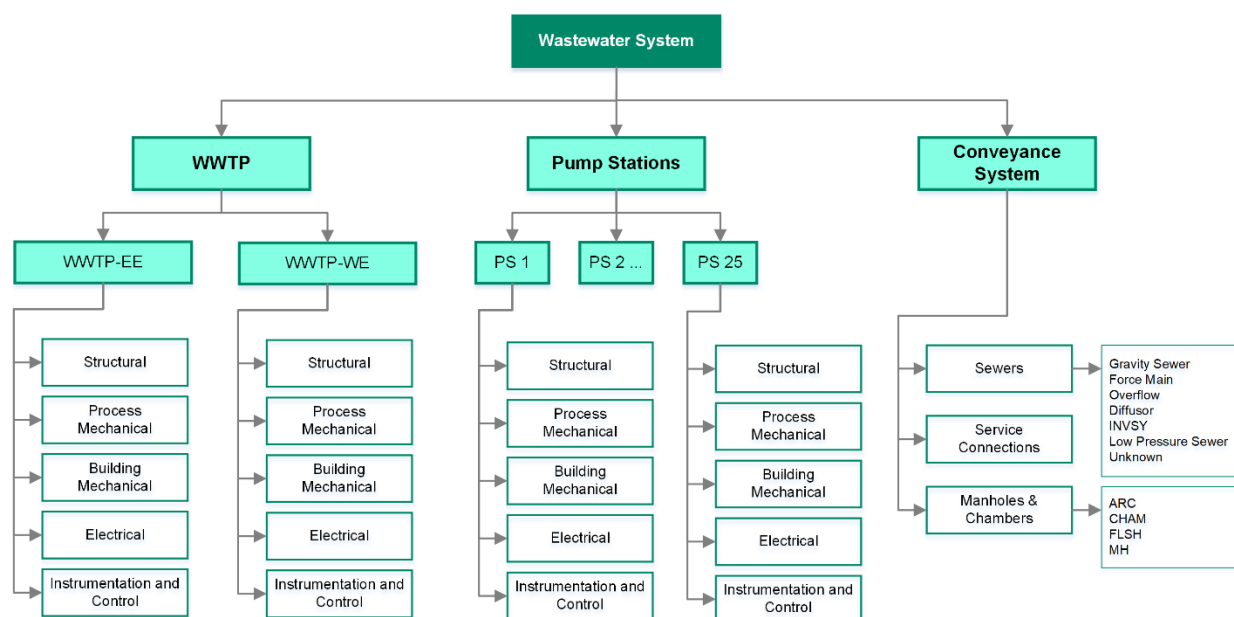 Wastewater System
WWTP
Pump Stations
Conveyance
System
WWTP-EE
WWTP-WE
PS 1
PS 2 ...
PS 25
Structural
Process
Mechanical
Building
Mechanical
Electrical
Instrumentation and
Control
Structural
Process
Mechanical
Building
Mechanical
Electrical
Instrumentation and
Control
Structural
Process
Mechanical
Building
Mechanical
Electrical
Instrumentation and
Control
Structural
Process
Mechanical
Building
Mechanical
Electrical
Instrumentation and
Control
Sewers
Service
Connections
Manholes &
Chambers
Gravity Sewer
Force Main
Overflow
Diffusor
INVSY
Low Pressure Sewer
Unknown
ARC
CHAM
FLSH
MH